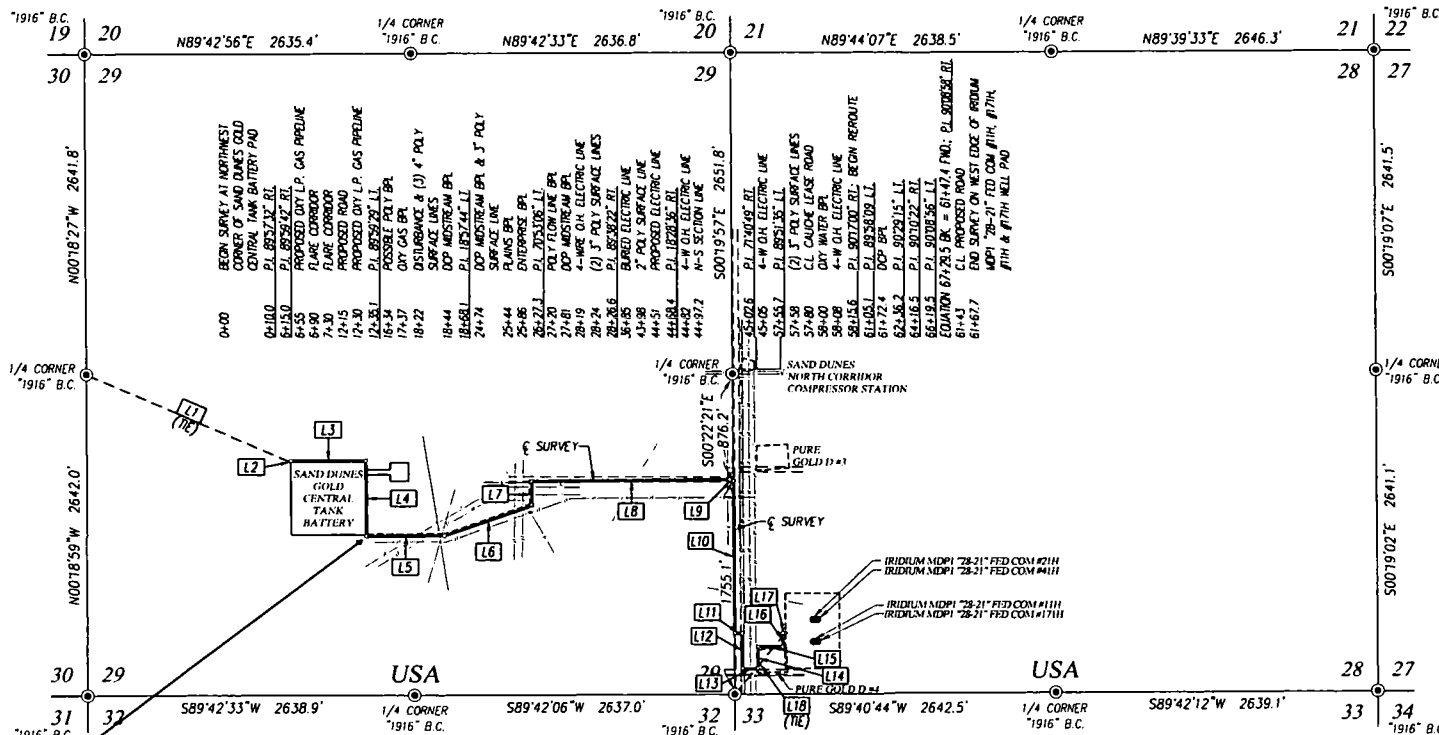 "1916" B.C.
19 20
1/4 CORNER
"1916" B.C.
N89°42'56"E 2635.4'
N89°42'33"E 2636.8'
"1916" B.C.
20 21
N89°44'07"E 2638.5'
1/4 CORNER
"1916" B.C.
N89°39'33"E 2646.3'
"1916" B.C.
21 22
30 29
29
28 27
N00°18'27"W 2641.8'
S00°19'57"E 2651.8'
S00°19'07"E 2641.5'
0+00 BEGIN SURVEY AT NORTHWEST
CORNER OF SAND DUNES GOLD
CENTRAL TANK BATTERY PAD
0+10.0 P.I. 89°57'32" RT.
6+15.0 P.I. 89°59'42" RT.
6+55 PROPOSED OXY L.P. GAS PIPELINE
6+90 FLARE CORRIDOR
7+30 FLARE CORRIDOR
12+15 PROPOSED ROAD
12+30 PROPOSED OXY L.P. GAS PIPELINE
12+35.1 P.I. 89°59'29" LT.
16+34 POSSIBLE POLY BPL
17+37 OXY GAS BPL
18+22 DISTURBANCE & (3) 4" POLY
SURFACE LINES
18+44 DCP MIDSTREAM BPL
18+68.1 P.I. 18°57'44" LT.
24+74 DCP MIDSTREAM BPL & 3" POLY
SURFACE LINE
25+44 PLAINS BPL
25+86 ENTERPRISE BPL
26+27.3 P.I. 70°53'06" LT.
27+20 POLY FLOW LINE BPL
27+81 DCP MIDSTREAM BPL
28+19 4-WIRE O.H. ELECTRIC LINE
28+24 (2) 3" POLY SURFACE LINES
28+26.6 P.I. 89°38'22" RT.
36+85 BURIED ELECTRIC LINE
43+98 2" POLY SURFACE LINE
44+51 PROPOSED ELECTRIC LINE
44+68.4 P.I. 18°28'36" RT.
44+82 4-W O.H. ELECTRIC LINE
44+97.2 N-S SECTION LINE
45+02.6 P.I. 71°40'49" RT.
45+05 4-W O.H. ELECTRIC LINE
57+55.7 P.I. 89°51'35" LT.
57+58 (2) 3" POLY SURFACE LINES
57+80 C.L. CALICHE LEASE ROAD
58+00 OXY WATER BPL
58+08 4-W O.H. ELECTRIC LINE
58+15.6 P.I. 90°17'00" RT.; BEGIN REROUTE
61+05.1 P.I. 89°58'09" LT.
61+72.4 DCP BPL
62+36.2 P.I. 90°29'15" LT.
64+16.5 P.I. 90°10'22" RT.
66+19.5 P.I. 90°08'56" LT.
EQUATION 67+29.5 BK. = 61+47.4 FWD.; P.I. 90°08'58" RT.
61+43 C.L. PROPOSED ROAD
61+67.7 END SURVEY ON WEST EDGE OF IRIDIUM
MDP1 "28-21" FED COM #11H, #171H,
#11H & #171H WELL PAD
1/4 CORNER
"1916" B.C.
1/4 CORNER
"1916" B.C.
SAND DUNES
NORTH CORRIDOR
COMPRESSOR STATION
1/4 CORNER
"1916" B.C.
L1
(TIE)
L2
L3
SAND DUNES
GOLD
CENTRAL
TANK
BATTERY
L4
L5
L6
L7
L8
℄ SURVEY
S00°22'21"E
876.2'
L9
PURE
GOLD D #3
℄ SURVEY
L10
1755.1'
N00°18'59"W 2642.0'
S00°19'02"E 2641.1'
IRIDIUM MDP1 "28-21" FED COM #21H
IRIDIUM MDP1 "28-21" FED COM #41H
IRIDIUM MDP1 "28-21" FED COM #11H
IRIDIUM MDP1 "28-21" FED COM #171H
L11
L12
L17
L16
L15
L14
L13
PURE GOLD D #4
L18
(TIE)
30 29
USA
29
USA
28 27
31 32
S89°42'33"W 2638.9'
1/4 CORNER
"1916" B.C.
S89°42'06"W 2637.0'
32 33
S89°40'44"W 2642.5'
1/4 CORNER
"1916" B.C.
S89°42'12"W 2639.1'
33 34
"1916" B.C.
"1916" B.C.
"1916" B.C.